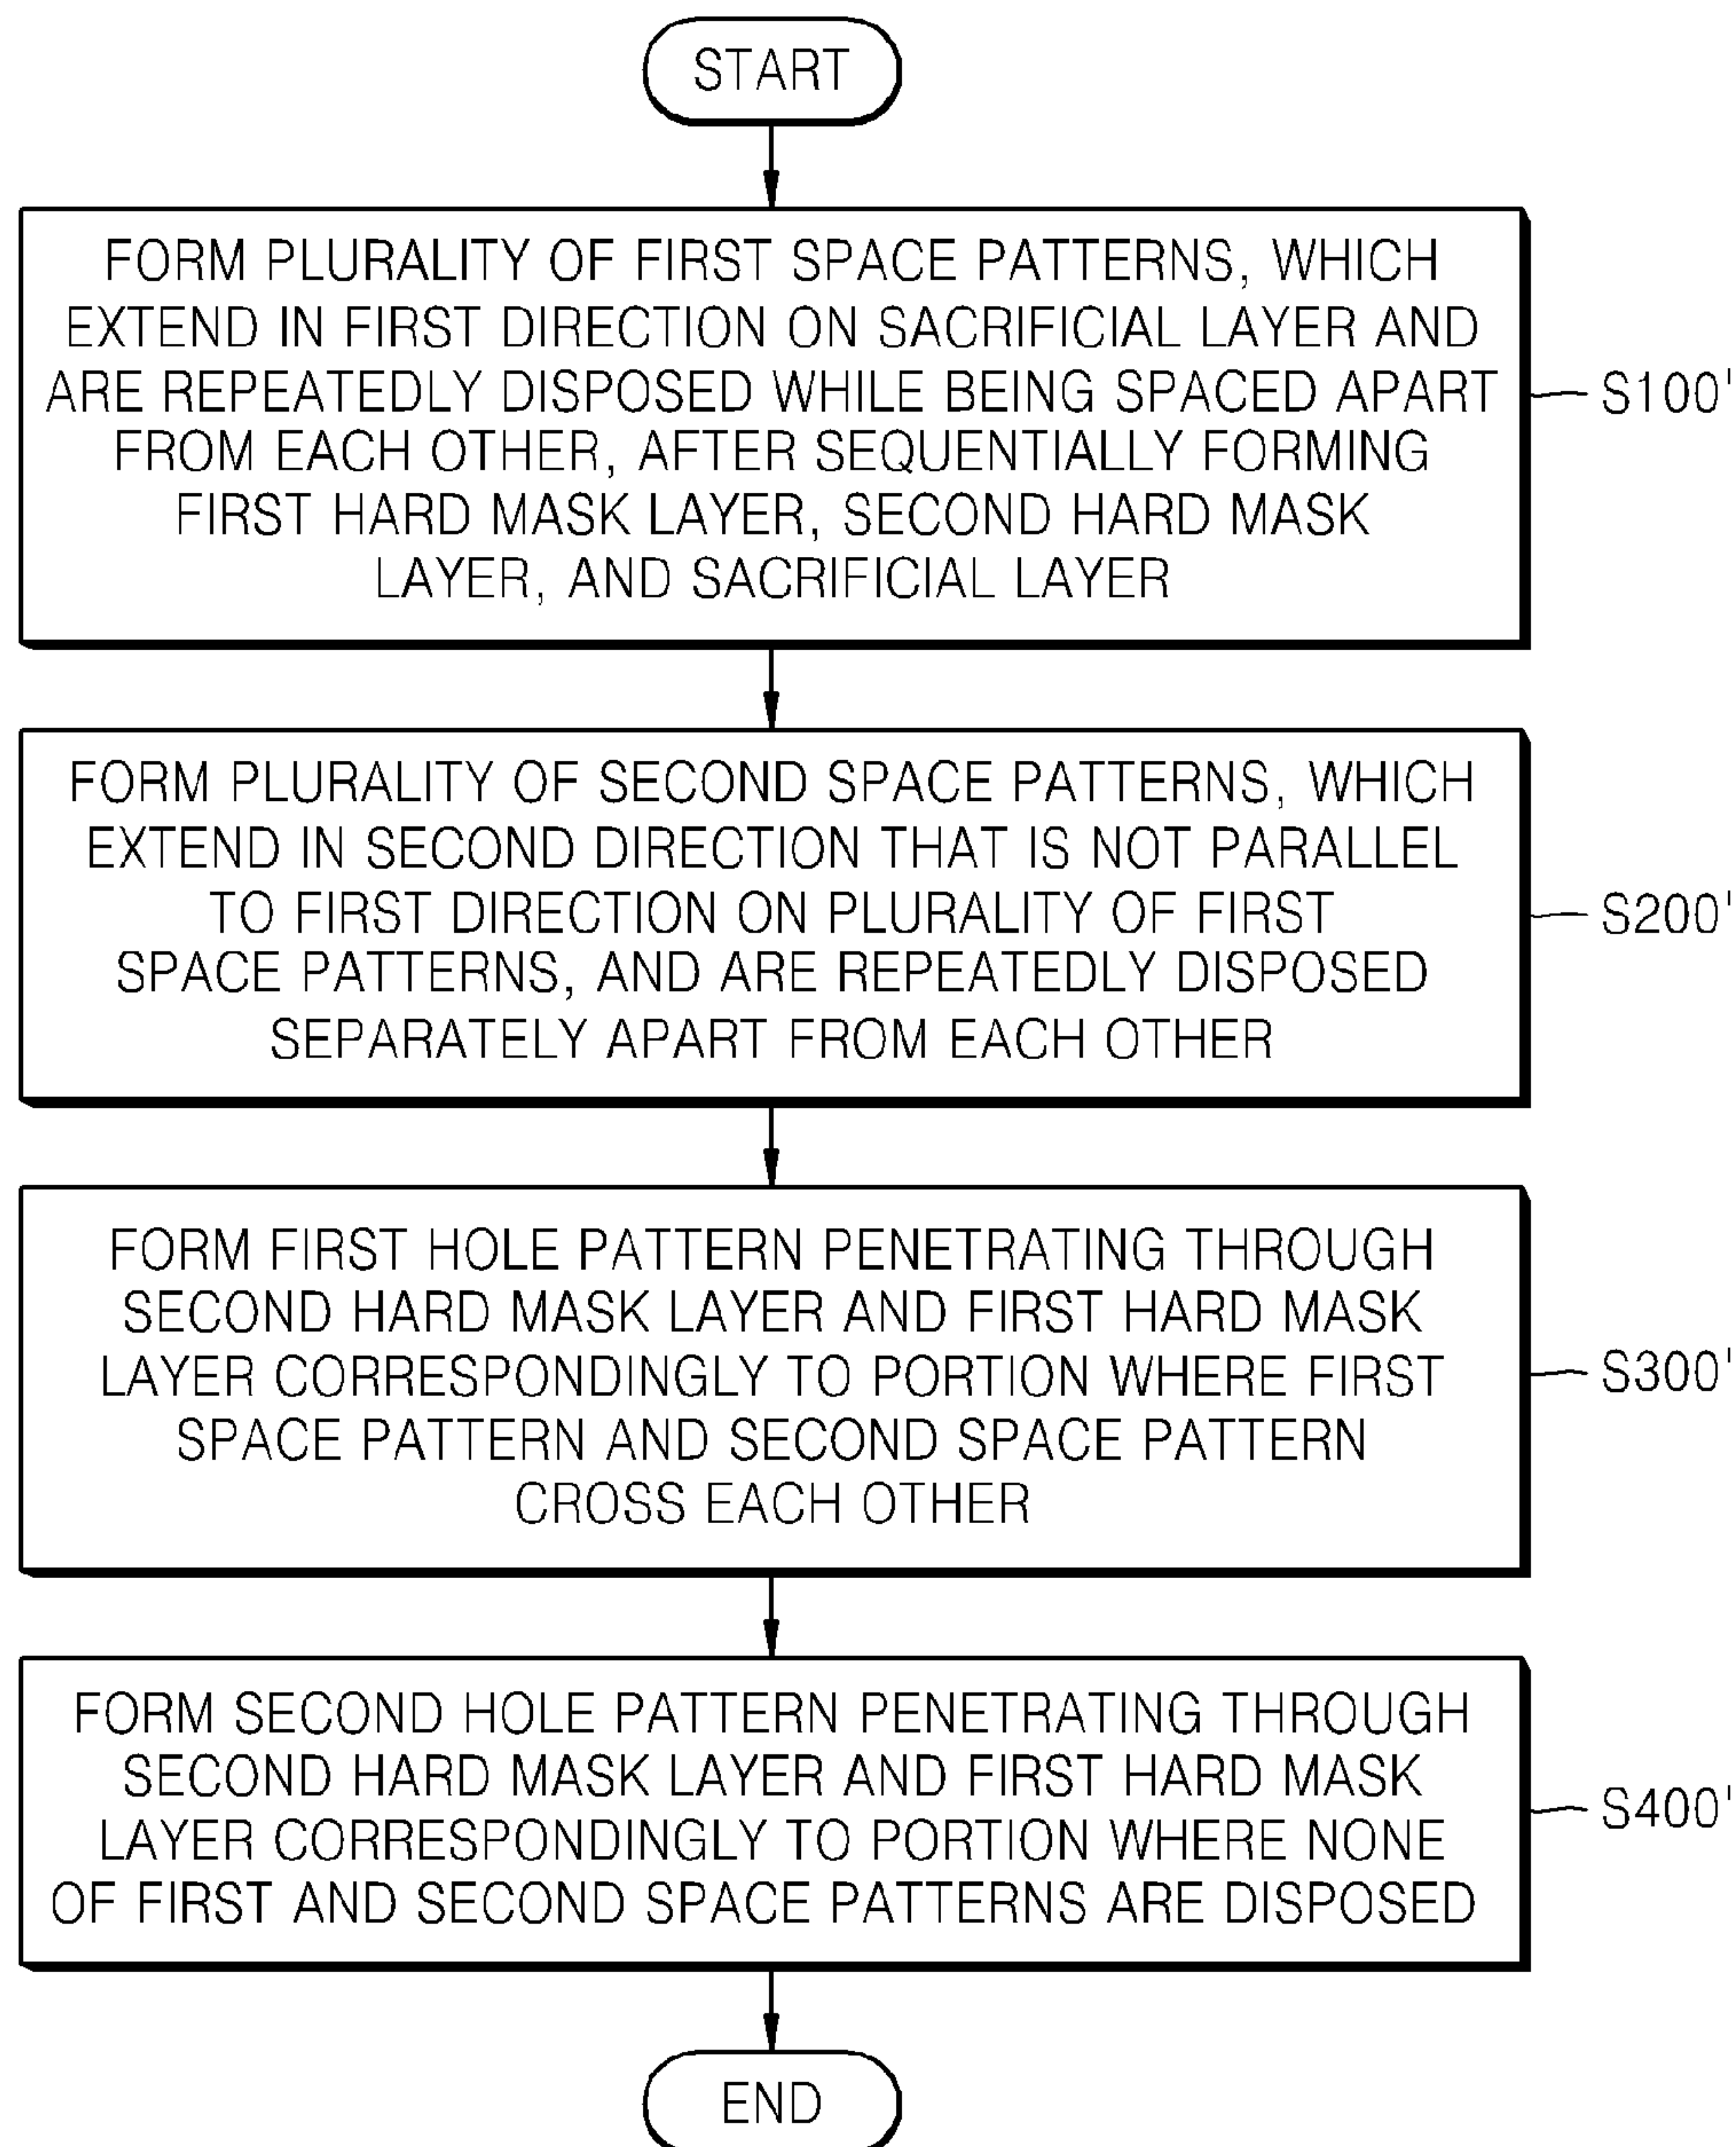 START
FORM PLURALITY OF FIRST SPACE PATTERNS, WHICH
EXTEND IN FIRST DIRECTION ON SACRIFICIAL LAYER AND
ARE REPEATEDLY DISPOSED WHILE BEING SPACED APART
FROM EACH OTHER, AFTER SEQUENTIALLY FORMING
FIRST HARD MASK LAYER, SECOND HARD MASK
LAYER, AND SACRIFICIAL LAYER
S100'
FORM PLURALITY OF SECOND SPACE PATTERNS, WHICH
EXTEND IN SECOND DIRECTION THAT IS NOT PARALLEL
TO FIRST DIRECTION ON PLURALITY OF FIRST
SPACE PATTERNS, AND ARE REPEATEDLY DISPOSED
SEPARATELY APART FROM EACH OTHER
S200'
FORM FIRST HOLE PATTERN PENETRATING THROUGH
SECOND HARD MASK LAYER AND FIRST HARD MASK
LAYER CORRESPONDINGLY TO PORTION WHERE FIRST
SPACE PATTERN AND SECOND SPACE PATTERN
CROSS EACH OTHER
S300'
FORM SECOND HOLE PATTERN PENETRATING THROUGH
SECOND HARD MASK LAYER AND FIRST HARD MASK
LAYER CORRESPONDINGLY TO PORTION WHERE NONE
OF FIRST AND SECOND SPACE PATTERNS ARE DISPOSED
S400'
END